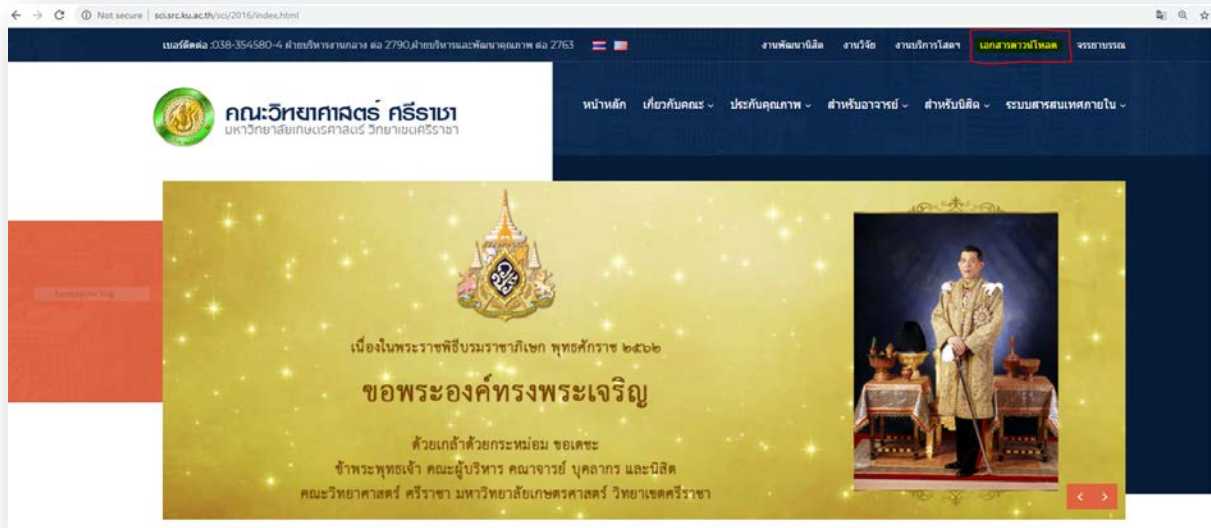 Not secure | sci.src.ku.ac.th/sci/2016/index.html
เบอร์ติดต่อ :038-354580-4 ฝ่ายบริหารงานกลาง ต่อ 2790,ฝ่ายบริหารและพัฒนาคุณภาพ ต่อ 2763
งานพัฒนานิสิต งานวิจัย งานบริการโสตฯ เอกสารดาวน์โหลด จรรยาบรรณ
คณะวิทยาศาสตร์ ศรีราชา
มหาวิทยาลัยเกษตรศาสตร์ วิทยาเขตศรีราชา
หน้าหลัก เกี่ยวกับคณะ ประกันคุณภาพ สำหรับอาจารย์ สำหรับนิสิต ระบบสารสนเทศภายใน
เนื่องในพระราชพิธีบรมราชาภิเษก พุทธศักราช ๒๕๖๒
ขอพระองค์ทรงพระเจริญ
ด้วยเกล้าด้วยกระหม่อม ขอเดชะ
ข้าพระพุทธเจ้า คณะผู้บริหาร คณาจารย์ บุคลากร และนิสิต
คณะวิทยาศาสตร์ ศรีราชา มหาวิทยาลัยเกษตรศาสตร์ วิทยาเขตศรีราชา